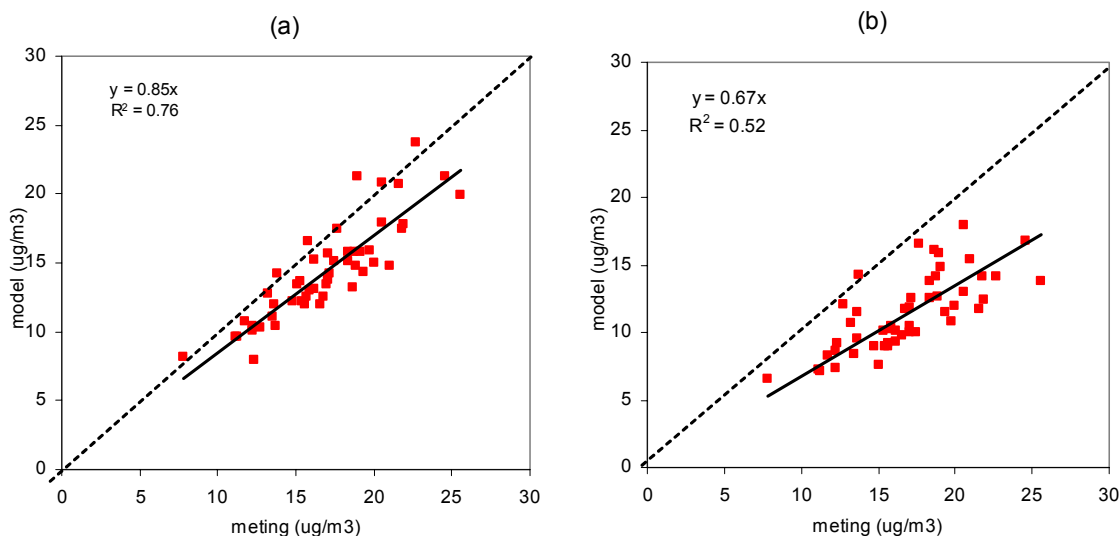 (a)
y = 0.85x
R² = 0.76
model (ug/m3)
30
25
20
15
10
5
0
0 5 10 15 20 25 30
meting (ug/m3)
(b)
y = 0.67x
R² = 0.52
model (ug/m3)
30
25
20
15
10
5
0
0 5 10 15 20 25 30
meting (ug/m3)